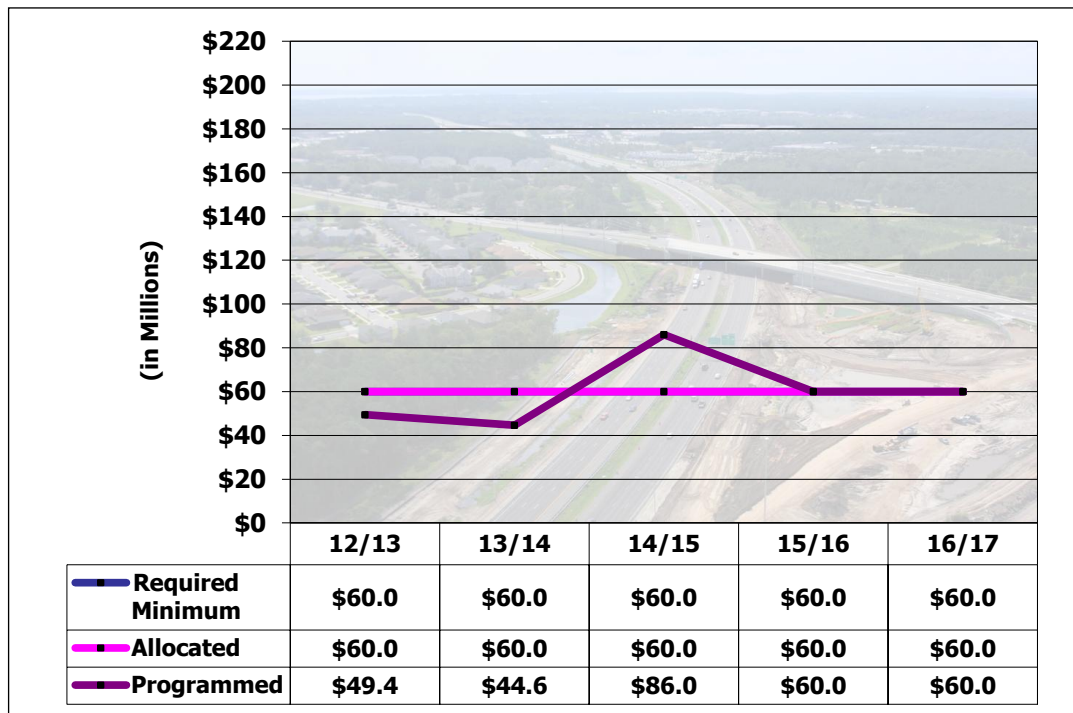 $220
$200
$180
$160
$140
$120
$100
$80
$60
$40
$20
$0
(in Millions)
12/13 13/14 14/15 15/16 16/17
Required
Minimum $60.0 $60.0 $60.0 $60.0 $60.0
Allocated $60.0 $60.0 $60.0 $60.0 $60.0
Programmed $49.4 $44.6 $86.0 $60.0 $60.0